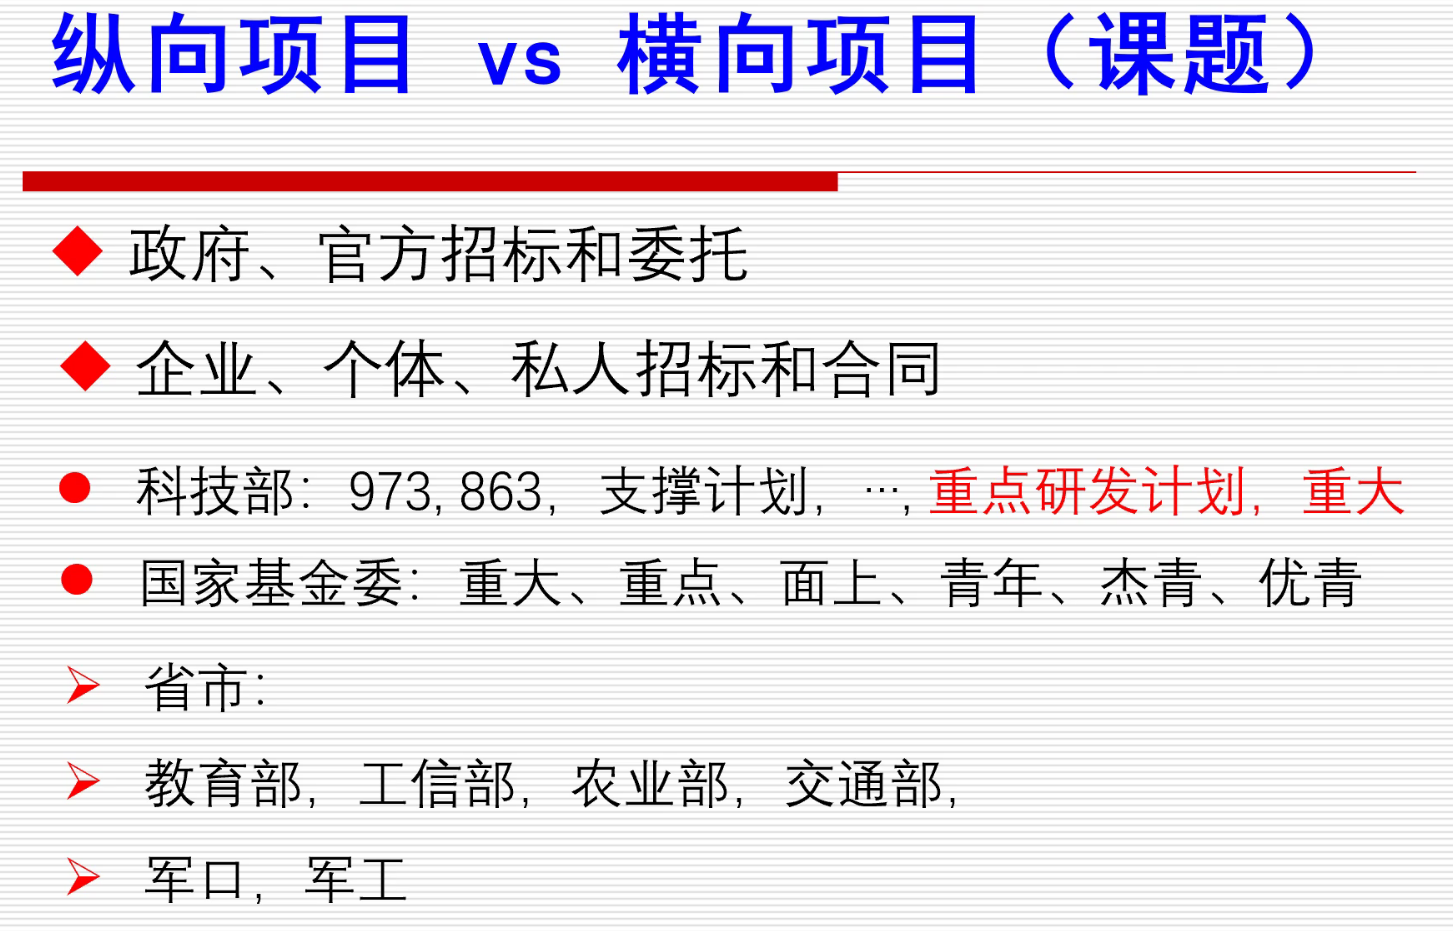 纵向项目 vs 横向项目（课题）
政府、官方招标和委托
企业、个体、私人招标和合同
科技部：973, 863，支撑计划，…, 重点研发计划，重大
国家基金委：重大、重点、面上、青年、杰青、优青
省市：
教育部，工信部，农业部，交通部，
军口，军工